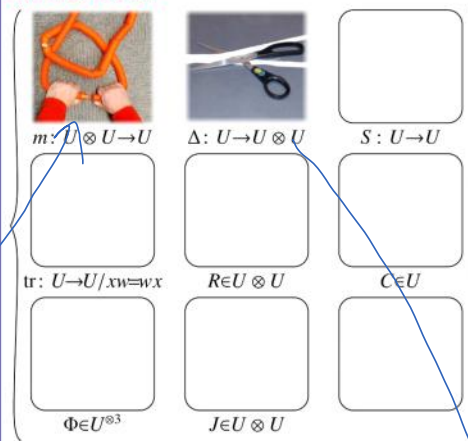 m: U ⊗ U→U Δ: U→U ⊗ U S : U→U
tr: U→U/xw=wx R∈U ⊗ U C∈U
Φ∈U⊗3 J∈U ⊗ U